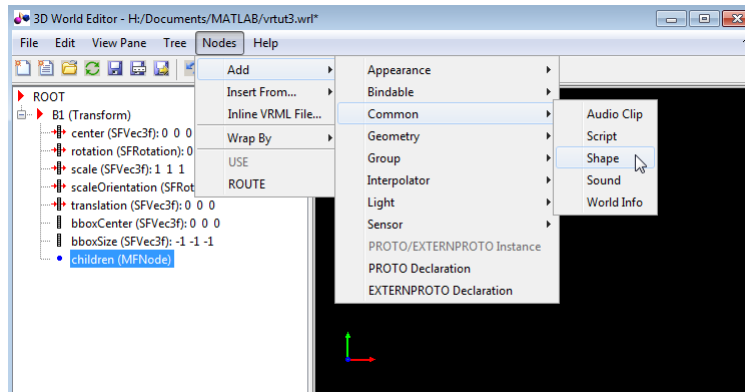 3D World Editor - H:/Documents/MATLAB/vrtut3.wrl*
File Edit View Pane Tree Nodes Help
ROOT
B1 (Transform)
center (SFVec3f): 0 0 0
rotation (SFRotation): 0
scale (SFVec3f): 1 1 1
scaleOrientation (SFRot
translation (SFVec3f): 0 0 0
bboxCenter (SFVec3f): 0 0 0
bboxSize (SFVec3f): -1 -1 -1
children (MFNode)
Add
Insert From...
Inline VRML File...
Wrap By
USE
ROUTE
Appearance
Bindable
Common
Geometry
Group
Interpolator
Light
Sensor
PROTO/EXTERNPROTO Instance
PROTO Declaration
EXTERNPROTO Declaration
Audio Clip
Script
Shape
Sound
World Info